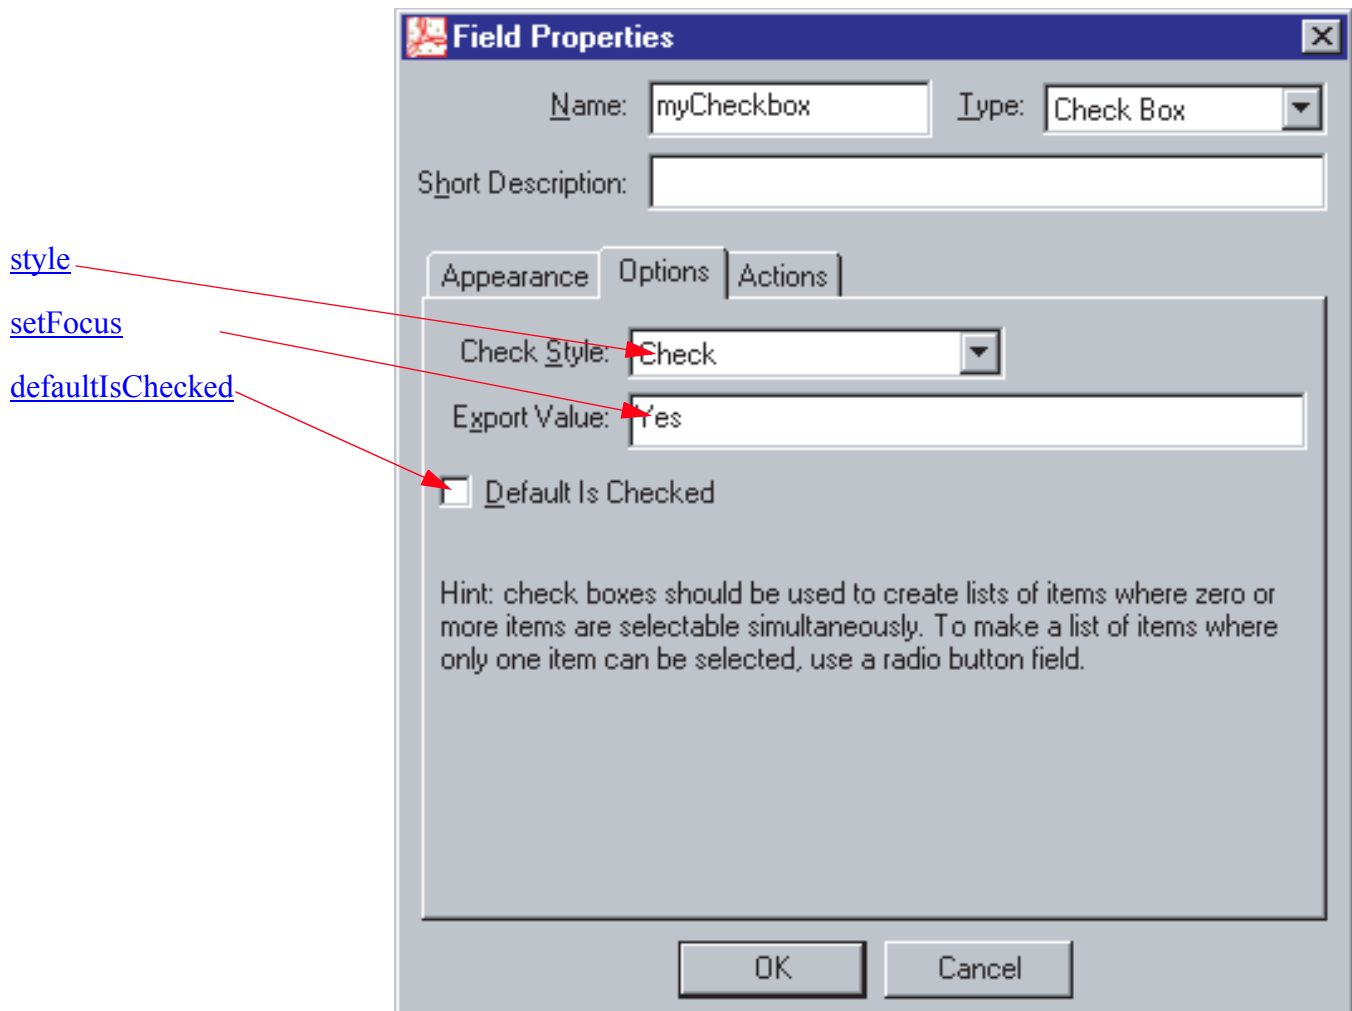 Field Properties
Name: myCheckbox Type: Check Box
Short Description:
style
setFocus
defaultIsChecked
Appearance Options Actions
Check Style: Check
Export Value: Yes
Default Is Checked
Hint: check boxes should be used to create lists of items where zero or
more items are selectable simultaneously. To make a list of items where
only one item can be selected, use a radio button field.
OK Cancel